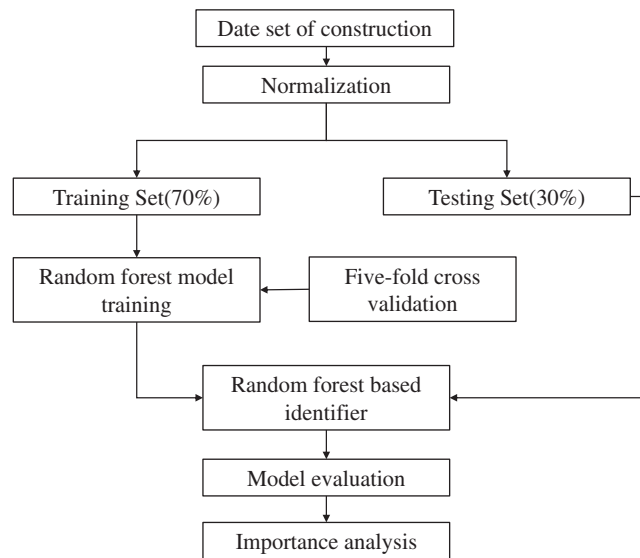 Date set of construction
Normalization
Training Set(70%)
Testing Set(30%)
Random forest model
training
Five-fold cross
validation
Random forest based
identifier
Model evaluation
Importance analysis